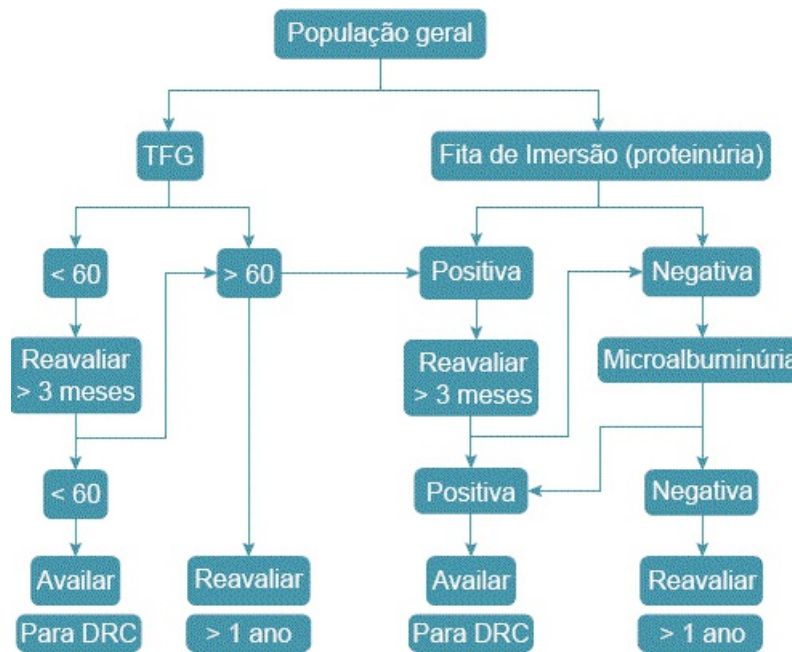 População geral
TFG
Fita de Imersão (proteinúria)
< 60
> 60
Positiva
Negativa
Reavaliar
> 3 meses
Reavaliar
> 3 meses
Microalbuminúria
< 60
Positiva
Negativa
Availar
Reavaliar
Availar
Reavaliar
Para DRC
> 1 ano
Para DRC
> 1 ano